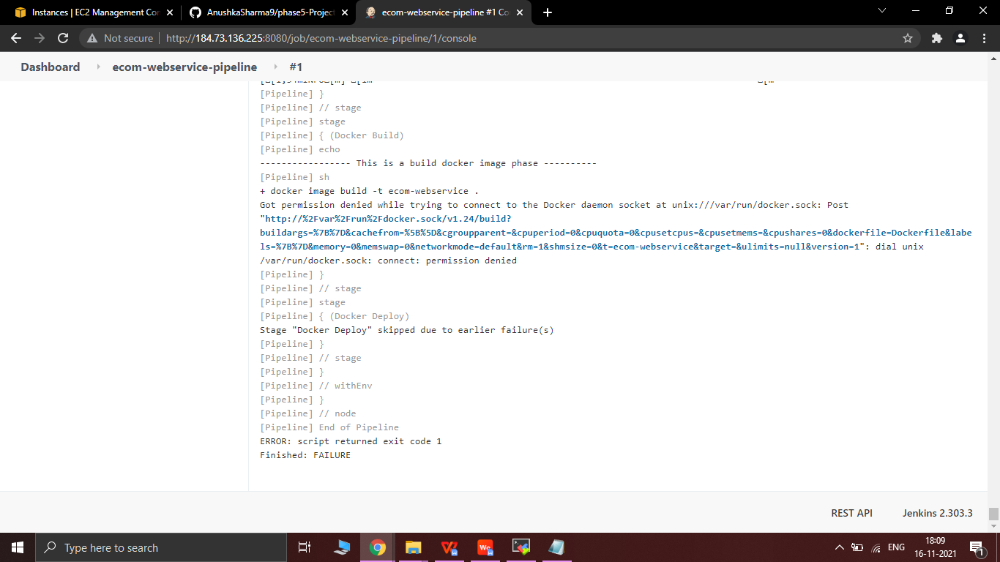 Instances | EC2 Management Con
AnushkaSharma9/phase5-Project
ecom-webservice-pipeline #1 Con
Not secure
http://184.73.136.225:8080/job/ecom-webservice-pipeline/1/console
Dashboard
ecom-webservice-pipeline
#1
[Pipeline] }
[Pipeline] // stage
[Pipeline] stage
[Pipeline] { (Docker Build)
[Pipeline] echo
----------------- This is a build docker image phase ----------
[Pipeline] sh
+ docker image build -t ecom-webservice .
Got permission denied while trying to connect to the Docker daemon socket at unix:///var/run/docker.sock: Post
"http://%2Fvar%2Frun%2Fdocker.sock/v1.24/build?
buildargs=%7B%7D&cachefrom=%5B%5D&cgroupparent=&cpuperiod=0&cpuquota=0&cpusetcpus=&cpusetmems=&cpushares=0&dockerfile=Dockerfile&labe
ls=%7B%7D&memory=0&memswap=0&networkmode=default&rm=1&shmsize=0&t=ecom-webservice&target=&ulimits=null&version=1": dial unix
/var/run/docker.sock: connect: permission denied
[Pipeline] }
[Pipeline] // stage
[Pipeline] stage
[Pipeline] { (Docker Deploy)
Stage "Docker Deploy" skipped due to earlier failure(s)
[Pipeline] }
[Pipeline] // stage
[Pipeline] }
[Pipeline] // withEnv
[Pipeline] }
[Pipeline] // node
[Pipeline] End of Pipeline
ERROR: script returned exit code 1
Finished: FAILURE
REST API
Jenkins 2.303.3
Type here to search
ENG
18:09
16-11-2021
1